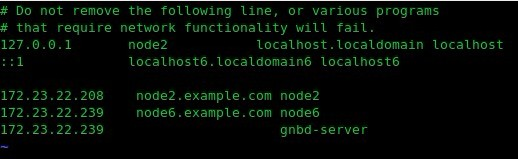 # Do not remove the following line, or various programs
# that require network functionality will fail.
127.0.0.1 node2 localhost.localdomain localhost
::1 localhost6.localdomain6 localhost6
172.23.22.208 node2.example.com node2
172.23.22.239 node6.example.com node6
172.23.22.239 gnbd-server
~